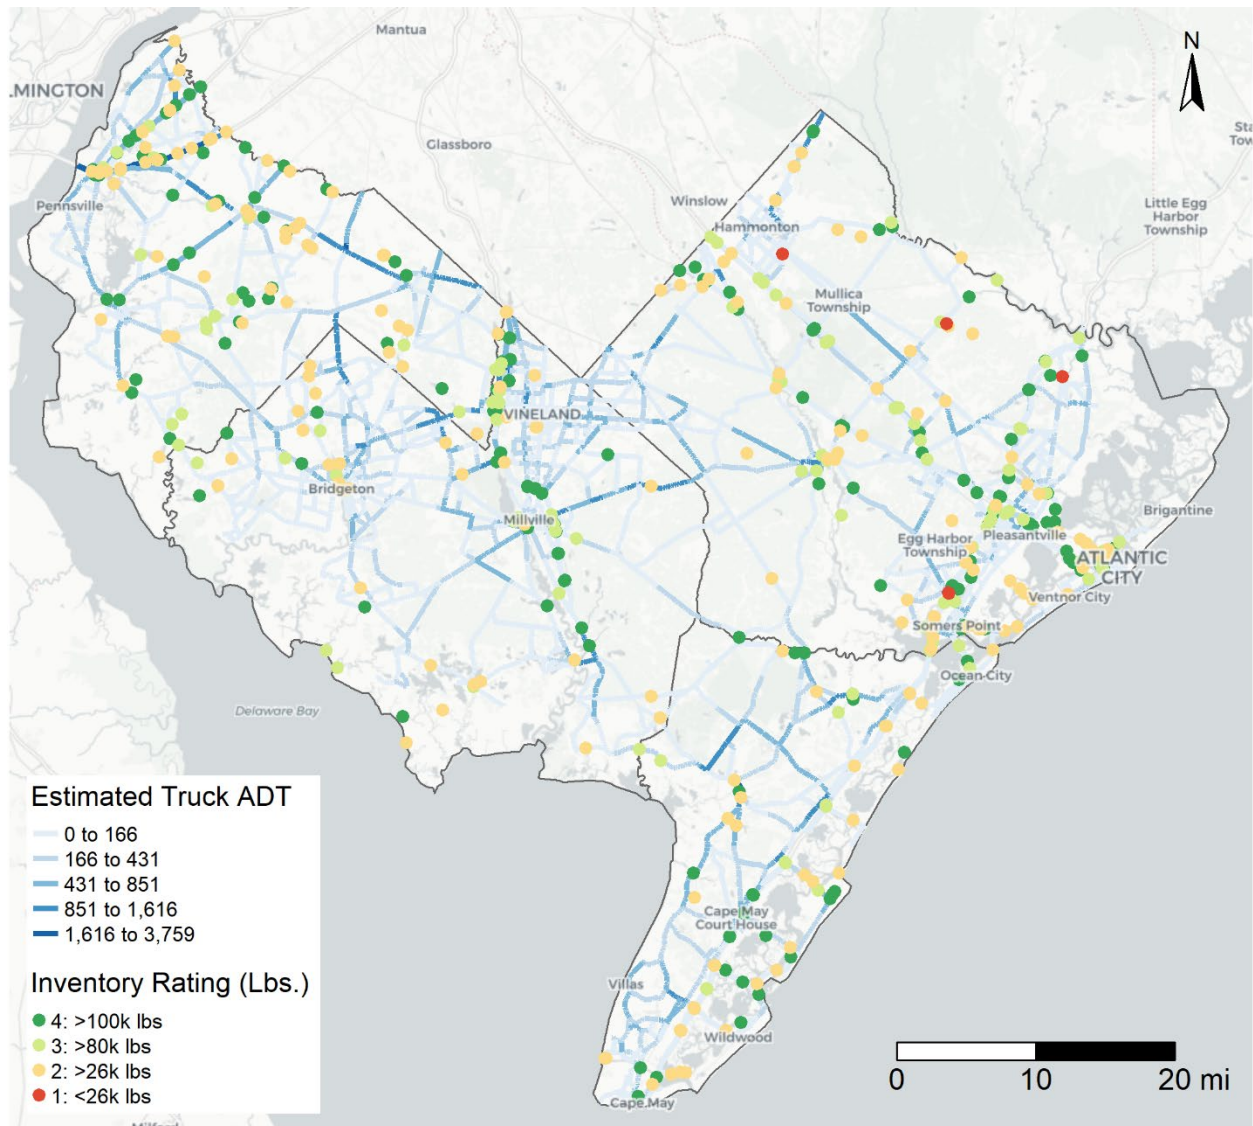 Mantua
N
LMINGTON
Sta
Tow
Glassboro
Winslow
Little Egg
Harbor
Township
Pennsville
Hammonton
Mullica
Township
VINELAND
Bridgeton
Millville
Brigantine
Egg Harbor
Township
Pleasantville
ATLANTIC
CITY
Ventnor City
Somers Point
Ocean City
Delaware Bay
Estimated Truck ADT
0 to 166
166 to 431
431 to 851
851 to 1,616
1,616 to 3,759
Cape May
Court House
Inventory Rating (Lbs.)
Villas
4: >100k lbs
3: >80k lbs
2: >26k lbs
1: <26k lbs
Wildwood
0 10 20 mi
Cape May